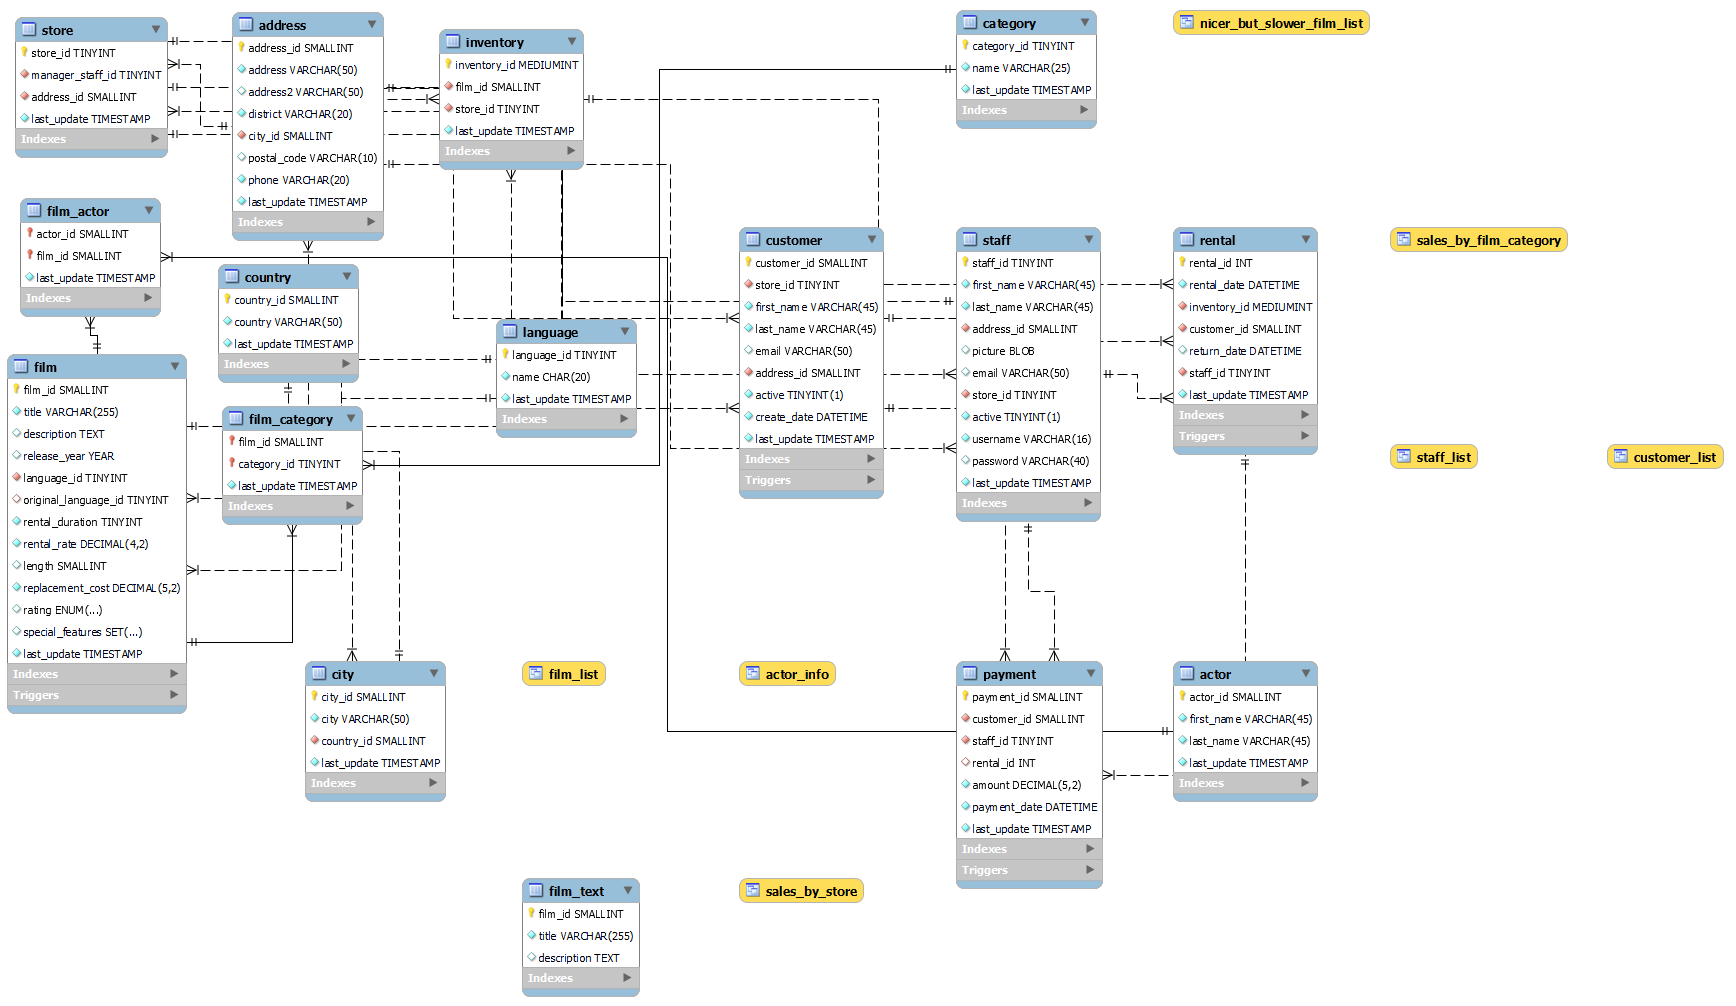 store
store_id TINYINT
manager_staff_id TINYINT
address_id SMALLINT
last_update TIMESTAMP
Indexes
address
address_id SMALLINT
address VARCHAR(50)
address2 VARCHAR(50)
district VARCHAR(20)
city_id SMALLINT
postal_code VARCHAR(10)
phone VARCHAR(20)
last_update TIMESTAMP
Indexes
inventory
inventory_id MEDIUMINT
film_id SMALLINT
store_id TINYINT
last_update TIMESTAMP
Indexes
category
category_id TINYINT
name VARCHAR(25)
last_update TIMESTAMP
Indexes
nicer_but_slower_film_list
film_actor
actor_id SMALLINT
film_id SMALLINT
last_update TIMESTAMP
Indexes
country
country_id SMALLINT
country VARCHAR(50)
last_update TIMESTAMP
Indexes
language
language_id TINYINT
name CHAR(20)
last_update TIMESTAMP
Indexes
customer
customer_id SMALLINT
store_id TINYINT
first_name VARCHAR(45)
last_name VARCHAR(45)
email VARCHAR(50)
address_id SMALLINT
active TINYINT(1)
create_date DATETIME
last_update TIMESTAMP
Indexes
Triggers
staff
staff_id TINYINT
first_name VARCHAR(45)
last_name VARCHAR(45)
address_id SMALLINT
picture BLOB
email VARCHAR(50)
store_id TINYINT
active TINYINT(1)
username VARCHAR(16)
password VARCHAR(40)
last_update TIMESTAMP
Indexes
rental
rental_id INT
rental_date DATETIME
inventory_id MEDIUMINT
customer_id SMALLINT
return_date DATETIME
staff_id TINYINT
last_update TIMESTAMP
Indexes
Triggers
sales_by_film_category
film
film_id SMALLINT
title VARCHAR(255)
description TEXT
release_year YEAR
language_id TINYINT
original_language_id TINYINT
rental_duration TINYINT
rental_rate DECIMAL(4,2)
length SMALLINT
replacement_cost DECIMAL(5,2)
rating ENUM(...)
special_features SET(...)
last_update TIMESTAMP
Indexes
Triggers
film_category
film_id SMALLINT
category_id TINYINT
last_update TIMESTAMP
Indexes
staff_list
customer_list
city
city_id SMALLINT
city VARCHAR(50)
country_id SMALLINT
last_update TIMESTAMP
Indexes
film_list
actor_info
payment
payment_id SMALLINT
customer_id SMALLINT
staff_id TINYINT
rental_id INT
amount DECIMAL(5,2)
payment_date DATETIME
last_update TIMESTAMP
Indexes
Triggers
actor
actor_id SMALLINT
first_name VARCHAR(45)
last_name VARCHAR(45)
last_update TIMESTAMP
Indexes
film_text
film_id SMALLINT
title VARCHAR(255)
description TEXT
Indexes
sales_by_store